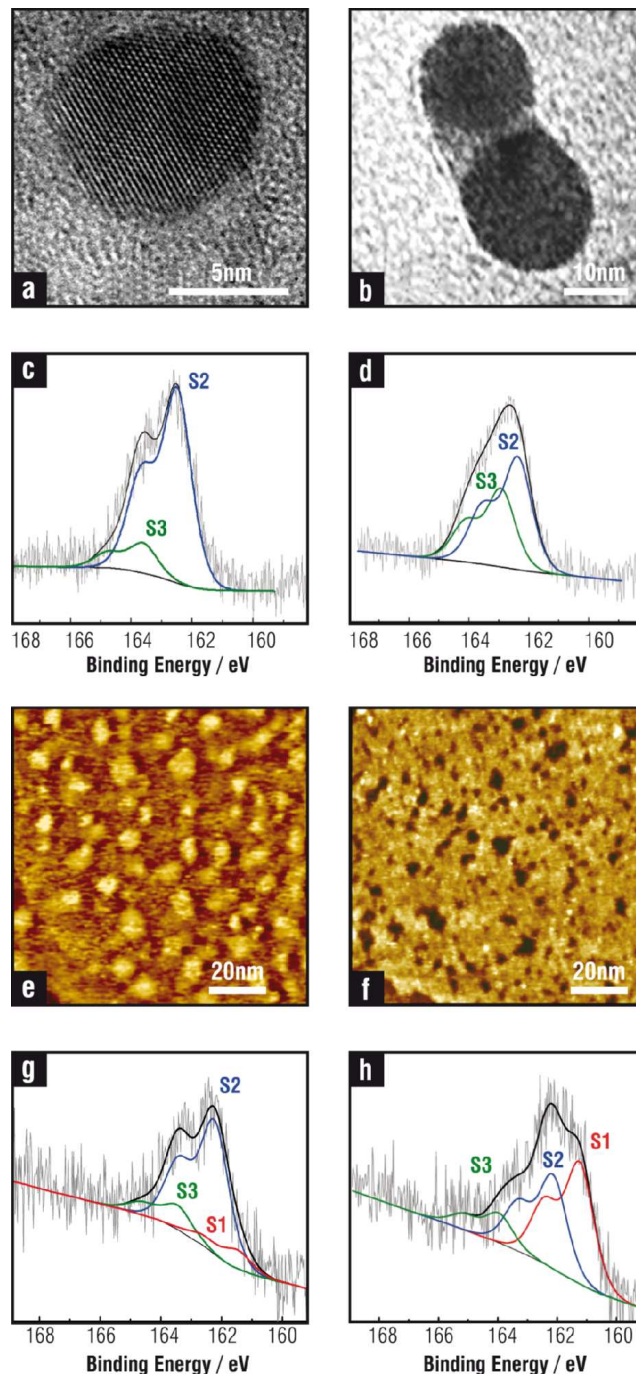 a
5nm
b
10nm
c
S2
S3
168 166 164 162 160
Binding Energy / eV
d
S2
S3
168 166 164 162 160
Binding Energy / eV
e
20nm
f
20nm
g
S2
S3
S1
168 166 164 162 160
Binding Energy / eV
h
S3
S2
S1
168 166 164 162 160
Binding Energy / eV